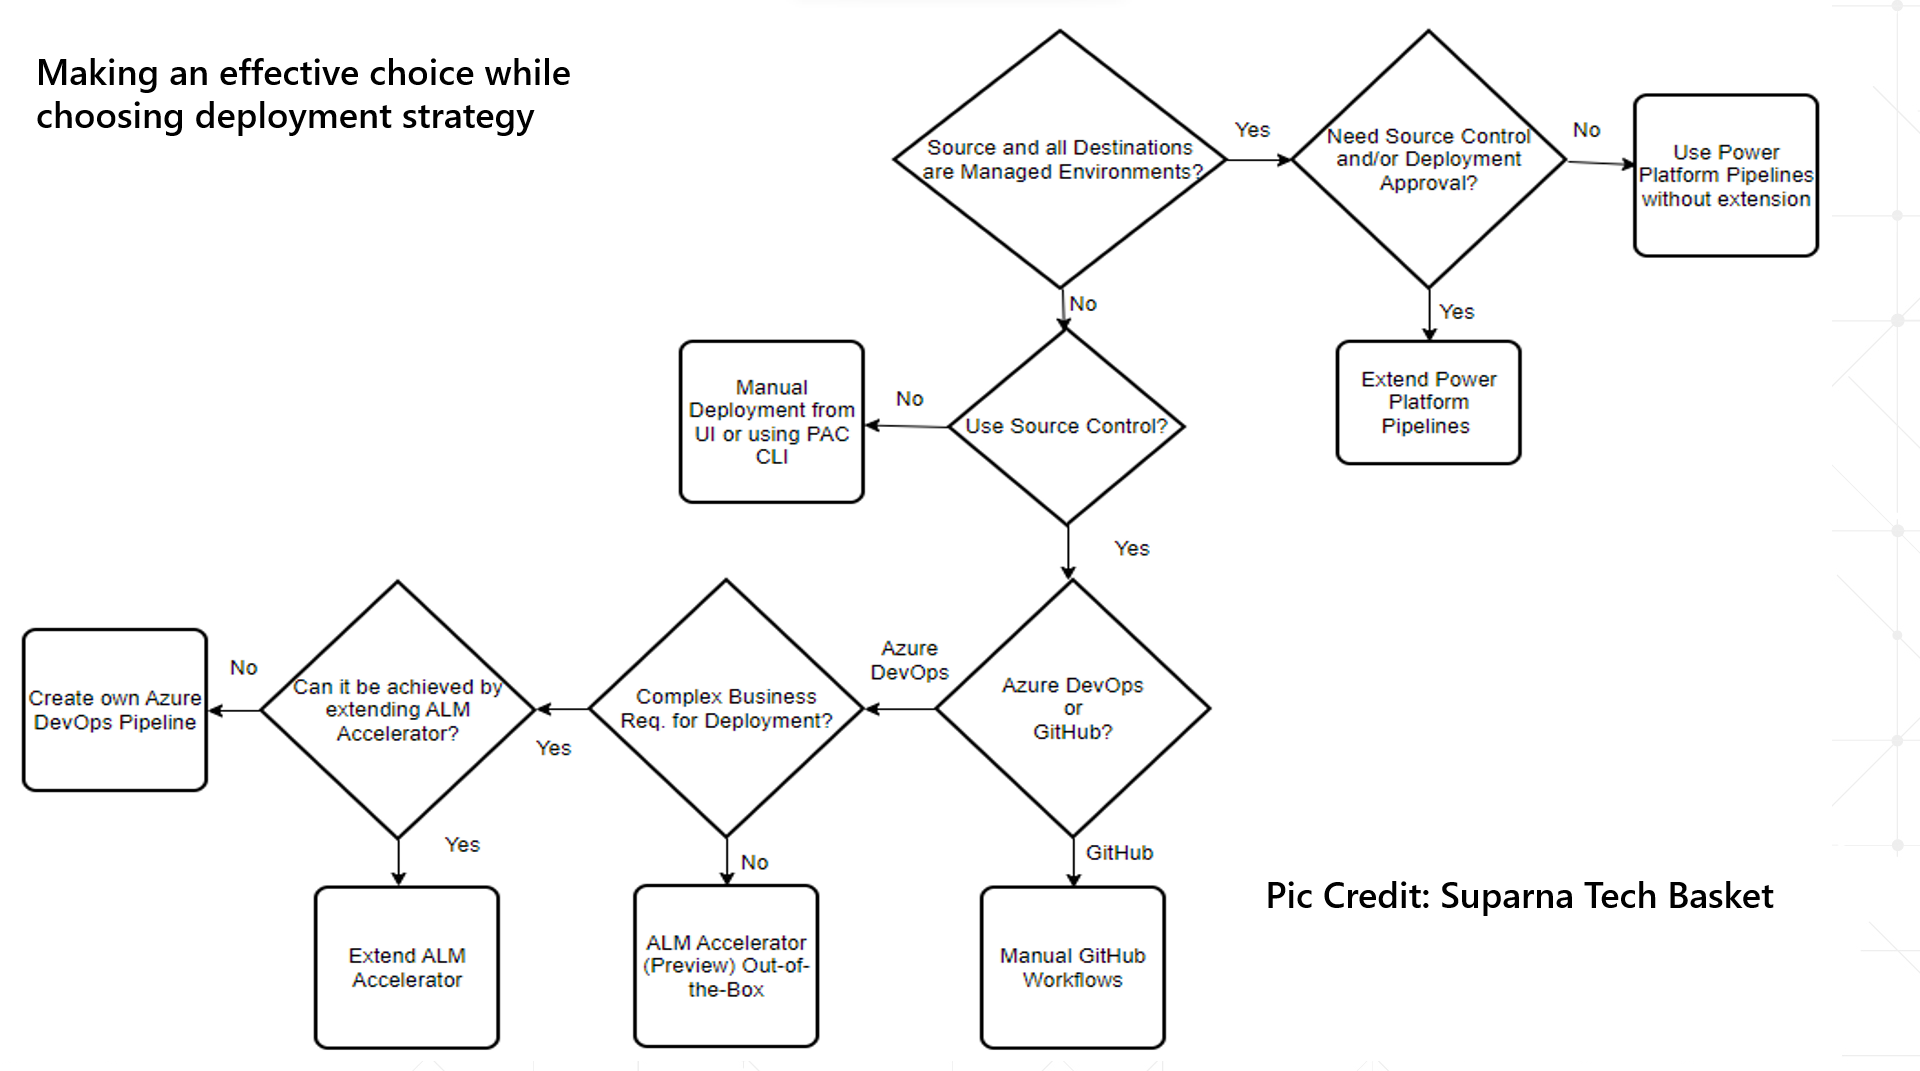 Making an effective choice while
choosing deployment strategy
Source and all Destinations
are Managed Environments?
Yes
Need Source Control
and/or Deployment
Approval?
No
Use Power
Platform Pipelines
without extension
No
Yes
Manual
Deployment from
UI or using PAC
CLI
No
Use Source Control?
Extend Power
Platform
Pipelines
Yes
Create own Azure
DevOps Pipeline
No
Can it be achieved by
extending ALM
Accelerator?
Yes
Complex Business
Req. for Deployment?
Azure
DevOps
Azure DevOps
or
GitHub?
Yes
No
GitHub
Extend ALM
Accelerator
ALM Accelerator
(Preview) Out-of-
the-Box
Manual GitHub
Workflows
Pic Credit: Suparna Tech Basket